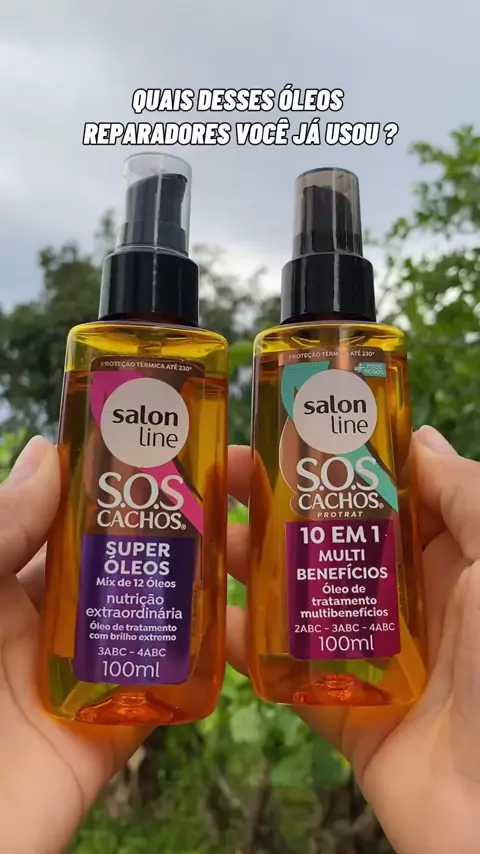 QUAIS DESSES ÓLEOS
REPARADORES VOCÊ JÁ USOU ?
PROTEÇÃO TÉRMICA ATÉ 230°
salon
line
S.O.S
CACHOS®
SUPER
ÓLEOS
Mix de 12 Óleos
nutrição
extraordinária
Óleo de tratamento
com brilho extremo
3ABC - 4ABC
100ml
PROTEÇÃO TÉRMICA ATÉ 230°
salon
line
S.O.S
CACHOS®
PROTRAT
10 EM 1
MULTI
BENEFÍCIOS
Óleo de
tratamento
multibenefícios
2ABC - 3ABC - 4ABC
100ml